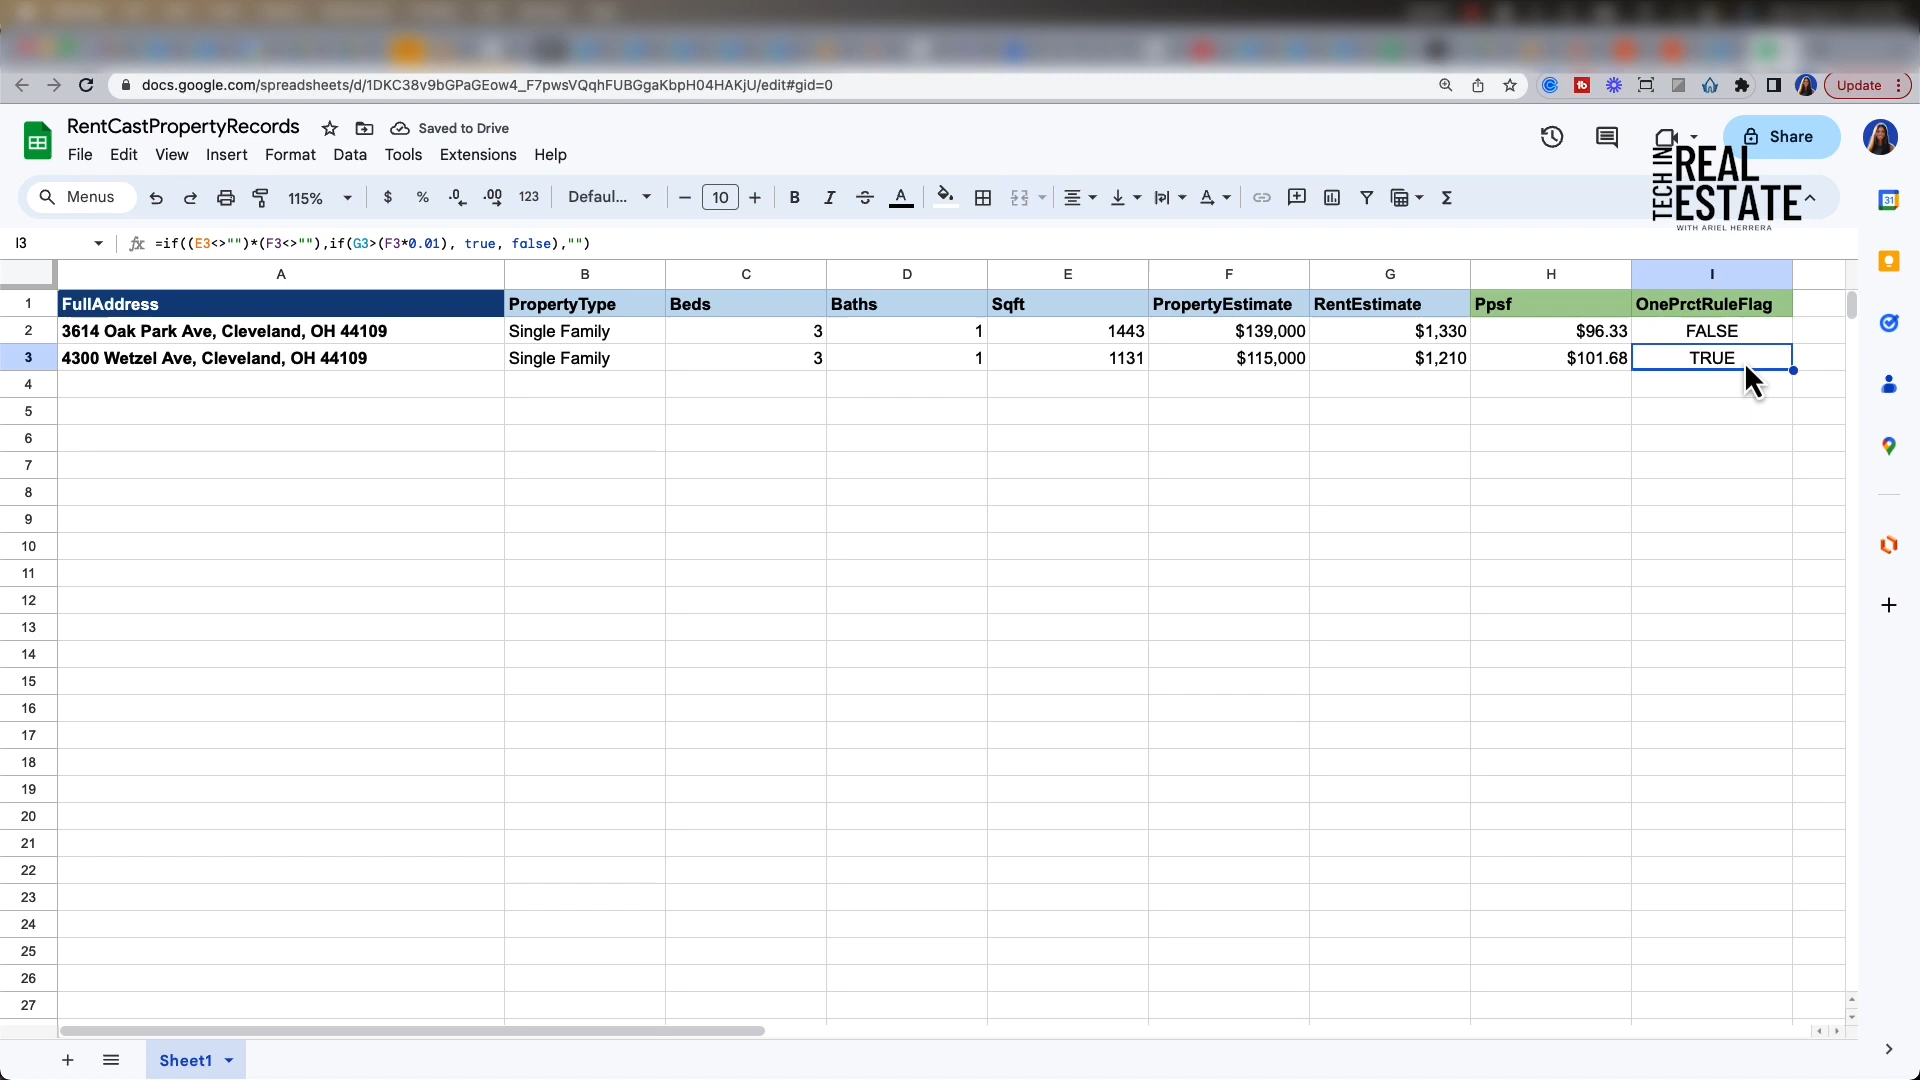 docs.google.com/spreadsheets/d/1DKC38v9bGPaGEow4_F7pwsVQqhFUBGgaKbpH04HAKjU/edit#gid=0
Update
RentCastPropertyRecords
Saved to Drive
File Edit View Insert Format Data Tools Extensions Help
Share
TECH IN
REAL
ESTATE
WITH ARIEL HERRERA
Menus
115%
$ % .0 .00 123
Defaul...
10
B I A
31
I3
fx =if((E3<>"")*(F3<>""),if(G3>(F3*0.01), true, false),"")
A B C D E F G H I
1 FullAddress PropertyType Beds Baths Sqft PropertyEstimate RentEstimate Ppsf OnePrctRuleFlag
2 3614 Oak Park Ave, Cleveland, OH 44109 Single Family 3 1 1443 $139,000 $1,330 $96.33 FALSE
3 4300 Wetzel Ave, Cleveland, OH 44109 Single Family 3 1 1131 $115,000 $1,210 $101.68 TRUE
4
5
6
7
8
9
10
11
12
13
14
15
16
17
18
19
20
21
22
23
24
25
26
27
Sheet1